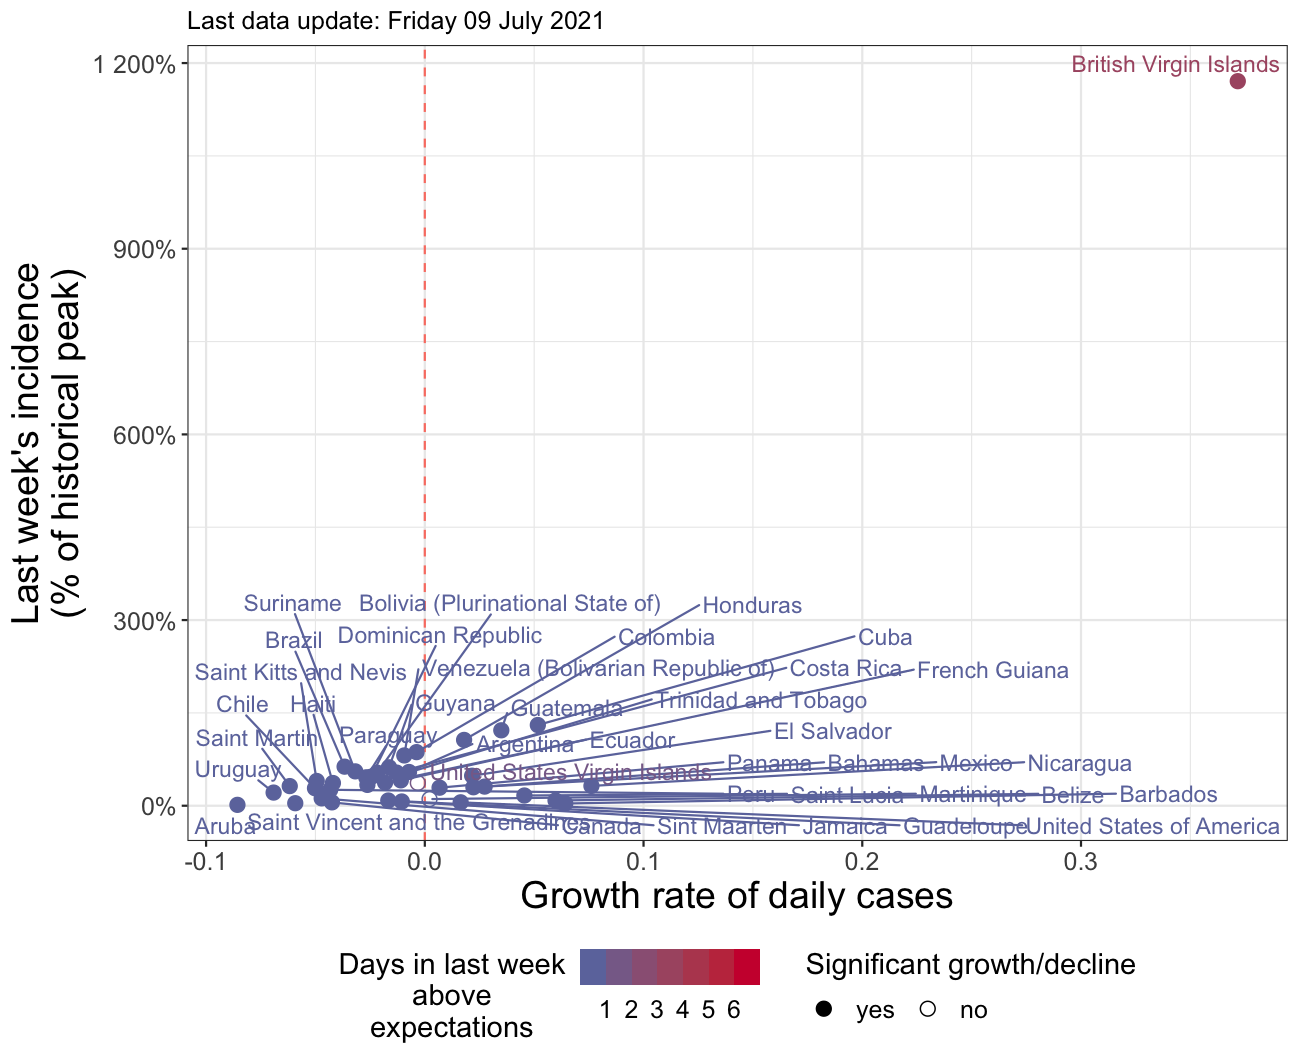 Last data update: Friday 09 July 2021
Last week's incidence
(% of historical peak)
1 200%
900%
600%
300%
0%
British Virgin Islands
Suriname
Bolivia (Plurinational State of)
Honduras
Brazil
Dominican Republic
Colombia
Cuba
Saint Kitts and Nevis
Venezuela (Bolivarian Republic of)
Costa Rica
French Guiana
Chile
Haiti
Guyana
Guatemala
Trinidad and Tobago
Saint Martin
Paraguay
Argentina
Ecuador
El Salvador
Uruguay
United States Virgin Islands
Panama
Bahamas
Mexico
Nicaragua
Peru
Saint Lucia
Martinique
Belize
Barbados
Aruba
Saint Vincent and the Grenadines
Canada
Sint Maarten
Jamaica
Guadeloupe
United States of America
-0.1
0.0
0.1
0.2
0.3
Growth rate of daily cases
Days in last week
above
expectations
1 2 3 4 5 6
Significant growth/decline
yes
no